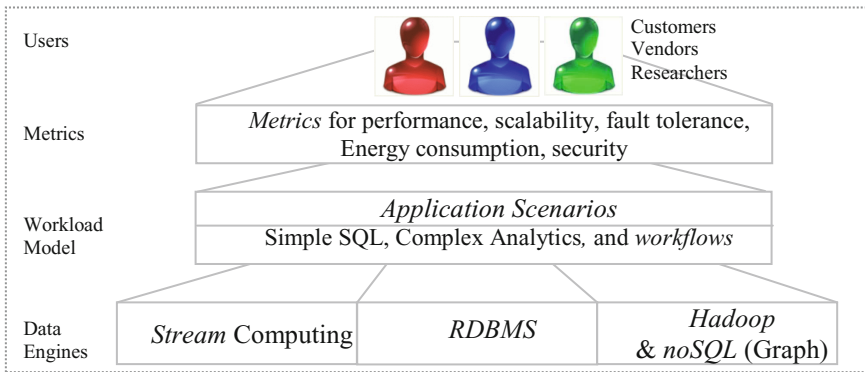 Users
Customers
Vendors
Researchers
Metrics
Metrics for performance, scalability, fault tolerance,
Energy consumption, security
Workload
Model
Application Scenarios
Simple SQL, Complex Analytics, and workflows
Data
Engines
Stream Computing
RDBMS
Hadoop
& noSQL (Graph)